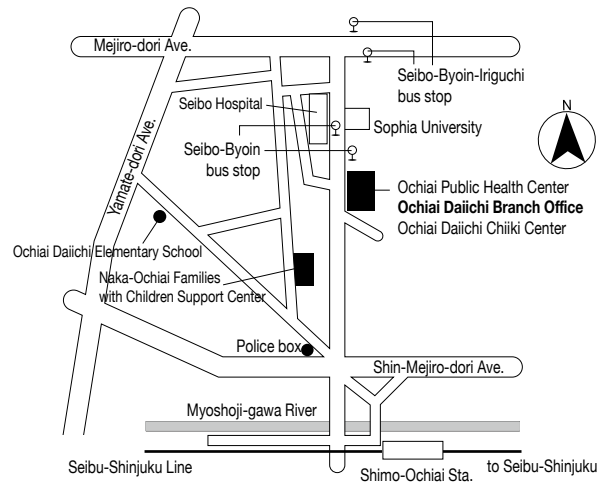 Mejiro-dori Ave.
Seibo-Byoin-Iriguchi
bus stop
Seibo Hospital
Sophia University
N
Yamate-dori Ave.
Seibo-Byoin
bus stop
Ochiai Public Health Center
Ochiai Daiichi Branch Office
Ochiai Daiichi Chiiki Center
Ochiai Daiichi Elementary School
Naka-Ochiai Families
with Children Support Center
Police box
Shin-Mejiro-dori Ave.
Myoshoji-gawa River
Seibu-Shinjuku Line
Shimo-Ochiai Sta.
to Seibu-Shinjuku